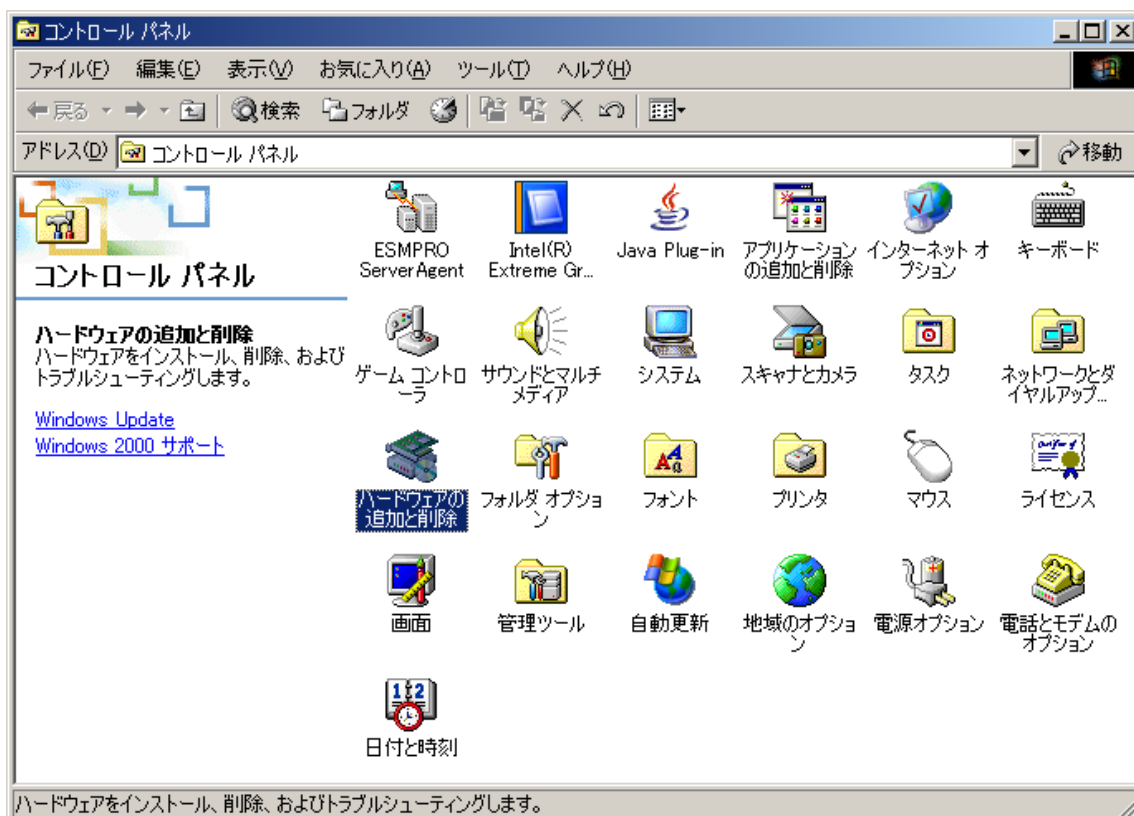 コントロール パネル
ファイル(F) 編集(E) 表示(V) お気に入り(A) ツール(T) ヘルプ(H)
戻る 検索 フォルダ
アドレス(D) コントロール パネル 移動
コントロール パネル
ハードウェアの追加と削除
ハードウェアをインストール、削除、および
トラブルシューティングします。
Windows Update
Windows 2000 サポート
ESMPRO
ServerAgent
Intel(R)
Extreme Gr...
Java Plug-in
アプリケーション
の追加と削除
インターネット オ
プション
キーボード
ゲーム コントロ
ーラ
サウンドとマルチ
メディア
システム
スキャナとカメラ
タスク
ネットワークとダ
イヤルアップ...
ハードウェアの
追加と削除
フォルダ オプショ
ン
フォント
プリンタ
マウス
ライセンス
画面
管理ツール
自動更新
地域のオプショ
ン
電源オプション
電話とモデムの
オプション
日付と時刻
ハードウェアをインストール、削除、およびトラブルシューティングします。